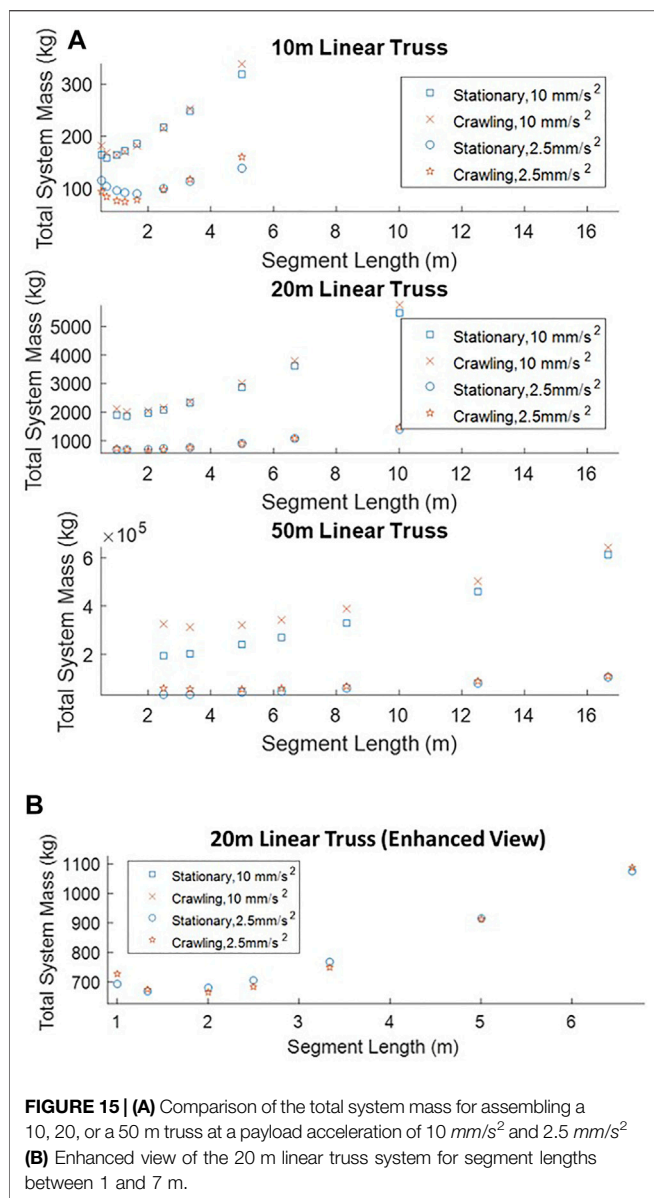 A
10m Linear Truss
Total System Mass (kg)
300
200
100
□ Stationary,10 mm/s²
× Crawling,10 mm/s²
○ Stationary,2.5mm/s²
☆ Crawling,2.5mm/s²
2 4 6 8 10 12 14 16
Segment Length (m)
20m Linear Truss
Total System Mass (kg)
5000
4000
3000
2000
1000
□ Stationary,10 mm/s²
× Crawling,10 mm/s²
○ Stationary,2.5mm/s²
☆ Crawling,2.5mm/s²
2 4 6 8 10 12 14 16
Segment Length (m)
50m Linear Truss
×10⁵
Total System Mass (kg)
6
4
2
2 4 6 8 10 12 14 16
Segment Length (m)
B
20m Linear Truss (Enhanced View)
Total System Mass (kg)
1100
1000
900
800
700
□ Stationary,10 mm/s²
× Crawling,10 mm/s²
○ Stationary,2.5mm/s²
☆ Crawling,2.5mm/s²
1 2 3 4 5 6
Segment Length (m)
FIGURE 15 | (A) Comparison of the total system mass for assembling a
10, 20, or a 50 m truss at a payload acceleration of 10 mm/s² and 2.5 mm/s²
(B) Enhanced view of the 20 m linear truss system for segment lengths
between 1 and 7 m.